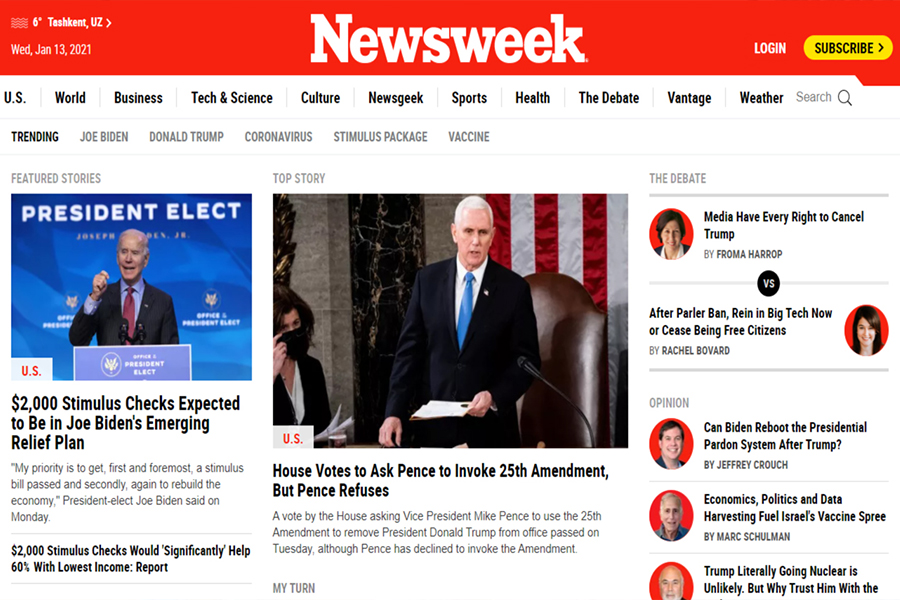 6° Tashkent, UZ >
Wed, Jan 13, 2021
Newsweek
LOGIN
SUBSCRIBE >
U.S.
World
Business
Tech & Science
Culture
Newsgeek
Sports
Health
The Debate
Vantage
Weather
Search
TRENDING
JOE BIDEN
DONALD TRUMP
CORONAVIRUS
STIMULUS PACKAGE
VACCINE
FEATURED STORIES
PRESIDENT ELECT
JOSEPH
JR.
OFFICE of
PRESIDENT ELECT
OFFICE of
PRESIDENT
ELECT
U.S.
$2,000 Stimulus Checks Expected
to Be in Joe Biden's Emerging
Relief Plan
"My priority is to get, first and foremost, a stimulus
bill passed and secondly, again to rebuild the
economy," President-elect Joe Biden said on
Monday.
$2,000 Stimulus Checks Would 'Significantly' Help
60% With Lowest Income: Report
TOP STORY
U.S.
House Votes to Ask Pence to Invoke 25th Amendment,
But Pence Refuses
A vote by the House asking Vice President Mike Pence to use the 25th
Amendment to remove President Donald Trump from office passed on
Tuesday, although Pence has declined to invoke the Amendment.
MY TURN
THE DEBATE
Media Have Every Right to Cancel
Trump
BY FROMA HARROP
VS
After Parler Ban, Rein in Big Tech Now
or Cease Being Free Citizens
BY RACHEL BOVARD
OPINION
Can Biden Reboot the Presidential
Pardon System After Trump?
BY JEFFREY CROUCH
Economics, Politics and Data
Harvesting Fuel Israel's Vaccine Spree
BY MARC SCHULMAN
Trump Literally Going Nuclear is
Unlikely. But Why Trust Him With the